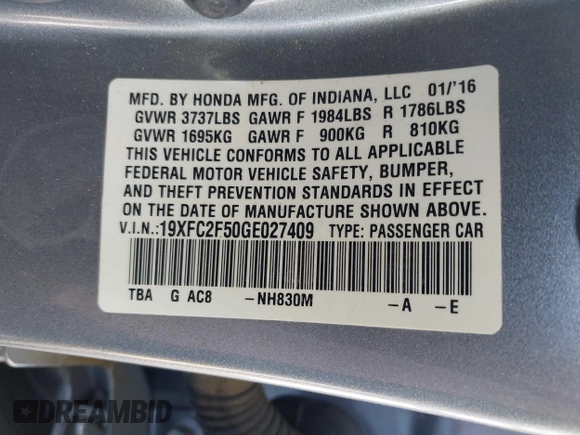 MFD. BY HONDA MFG. OF INDIANA, LLC 01/'16
GVWR 3737LBS GAWR F 1984LBS R 1786LBS
GVWR 1695KG GAWR F 900KG R 810KG
THIS VEHICLE CONFORMS TO ALL APPLICABLE
FEDERAL MOTOR VEHICLE SAFETY, BUMPER,
AND THEFT PREVENTION STANDARDS IN EFFECT
ON THE DATE OF MANUFACTURE SHOWN ABOVE.
V.I.N.:19XFC2F50GE027409 TYPE: PASSENGER CAR
TBA G AC8 -NH830M -A -E
DREAMBID